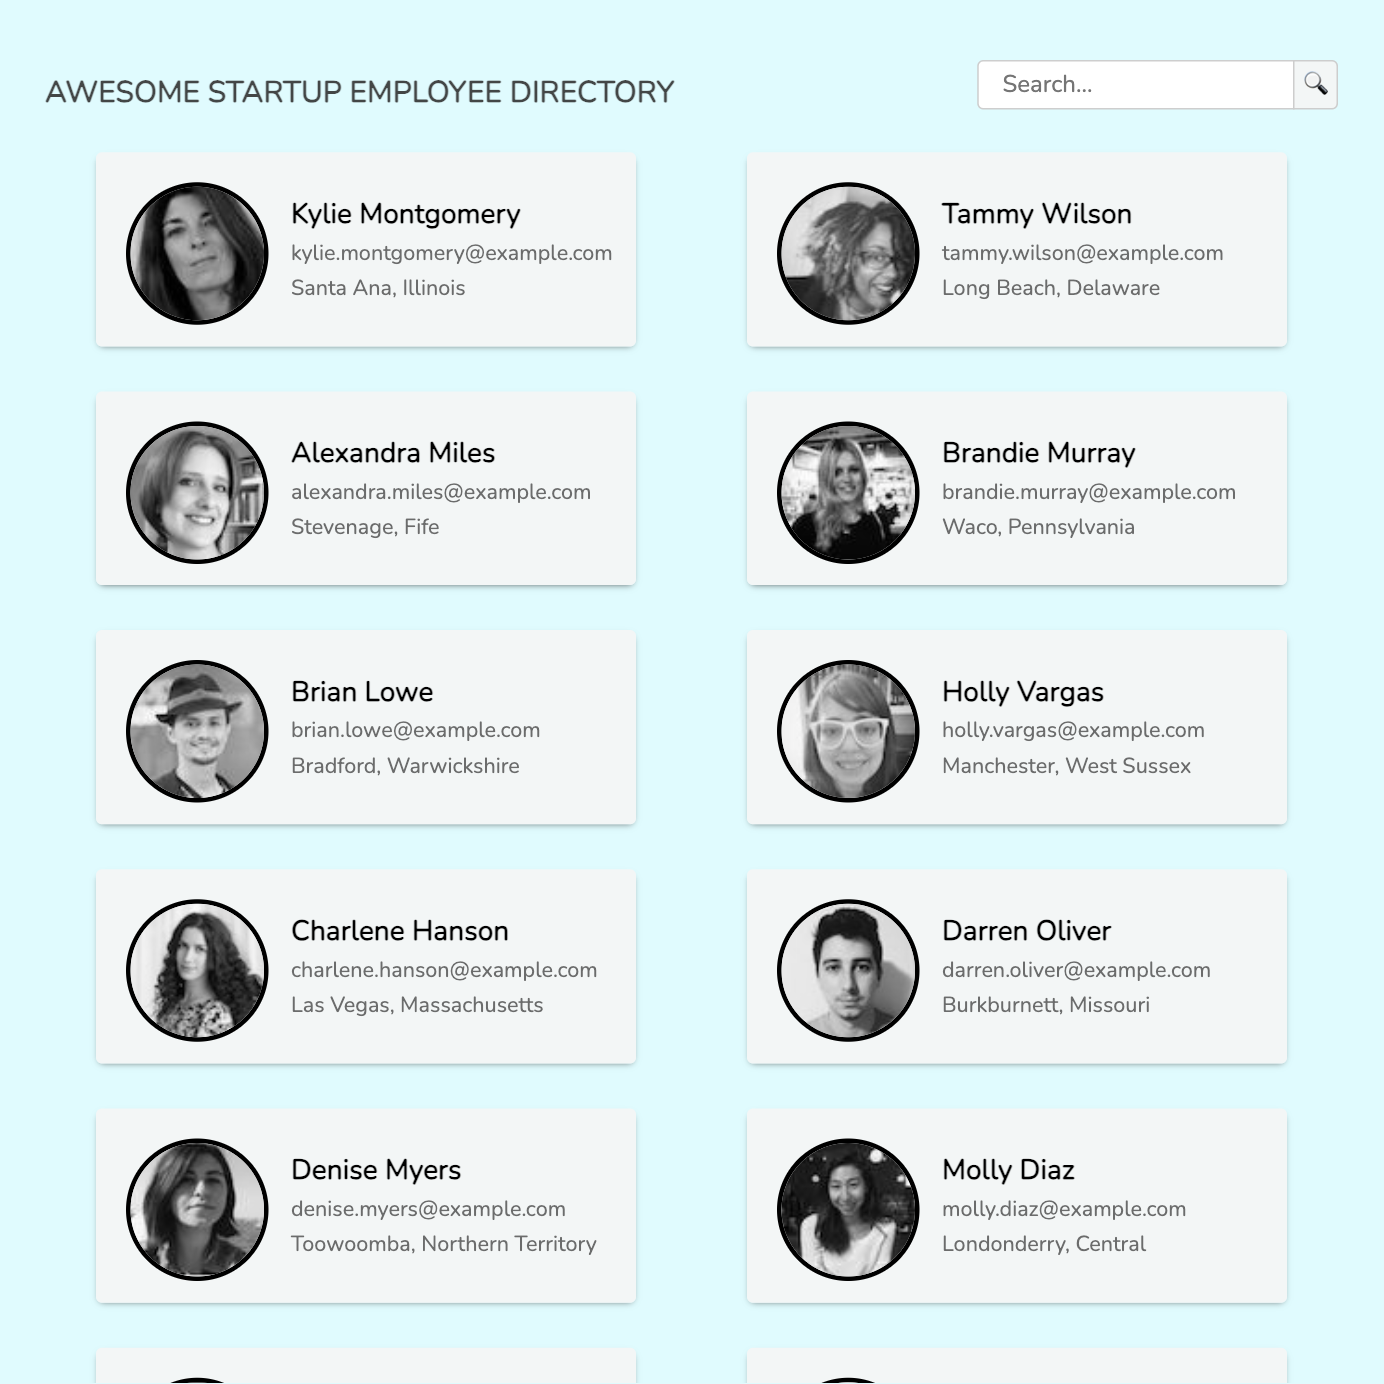 AWESOME STARTUP EMPLOYEE DIRECTORY
Search...
Kylie Montgomery
kylie.montgomery@example.com
Santa Ana, Illinois
Tammy Wilson
tammy.wilson@example.com
Long Beach, Delaware
Alexandra Miles
alexandra.miles@example.com
Stevenage, Fife
Brandie Murray
brandie.murray@example.com
Waco, Pennsylvania
Brian Lowe
brian.lowe@example.com
Bradford, Warwickshire
Holly Vargas
holly.vargas@example.com
Manchester, West Sussex
Charlene Hanson
charlene.hanson@example.com
Las Vegas, Massachusetts
Darren Oliver
darren.oliver@example.com
Burkburnett, Missouri
Denise Myers
denise.myers@example.com
Toowoomba, Northern Territory
Molly Diaz
molly.diaz@example.com
Londonderry, Central